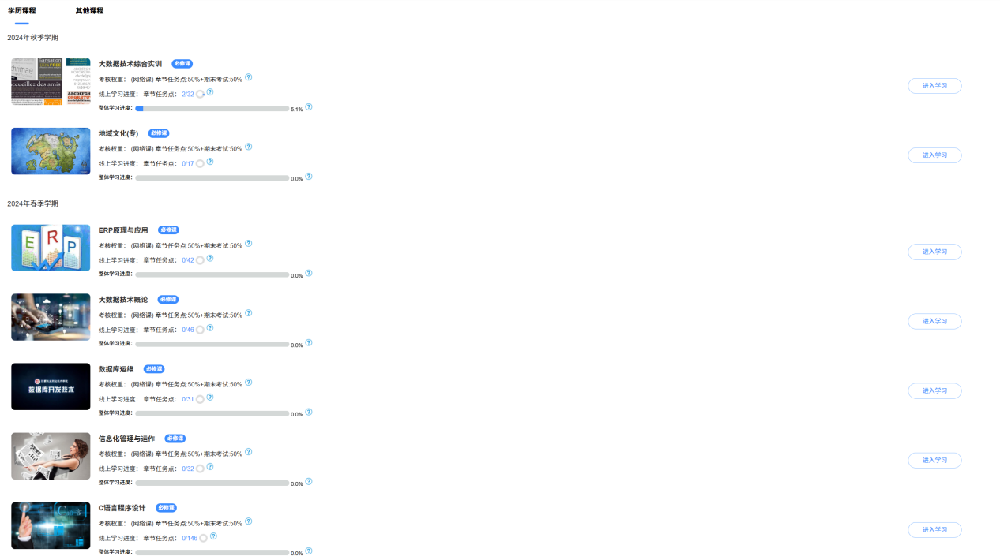 学历课程 其他课程
2024年秋季学期
大数据技术综合实训 必修课
考核权重： (网络课) 章节任务点:50%+期末考试:50%
线上学习进度： 章节任务点： 2/32
整体学习进度： 5.1%
进入学习
地域文化(专) 必修课
考核权重： (网络课) 章节任务点:50%+期末考试:50%
线上学习进度： 章节任务点： 0/17
整体学习进度： 0.0%
进入学习
2024年春季学期
ERP
ERP原理与应用 必修课
考核权重： (网络课) 章节任务点:50%+期末考试:50%
线上学习进度： 章节任务点： 0/42
整体学习进度： 0.0%
进入学习
大数据技术概论 必修课
考核权重： (网络课) 章节任务点:50%+期末考试:50%
线上学习进度： 章节任务点： 0/46
整体学习进度： 0.0%
进入学习
数据库开发技术
数据库运维 必修课
考核权重： (网络课) 章节任务点:50%+期末考试:50%
线上学习进度： 章节任务点： 0/31
整体学习进度： 0.0%
进入学习
信息化管理与运作 必修课
考核权重： (网络课) 章节任务点:50%+期末考试:50%
线上学习进度： 章节任务点： 0/32
整体学习进度： 0.0%
进入学习
C语言程序设计 必修课
考核权重： (网络课) 章节任务点:50%+期末考试:50%
线上学习进度： 章节任务点： 0/146
整体学习进度： 0.0%
进入学习